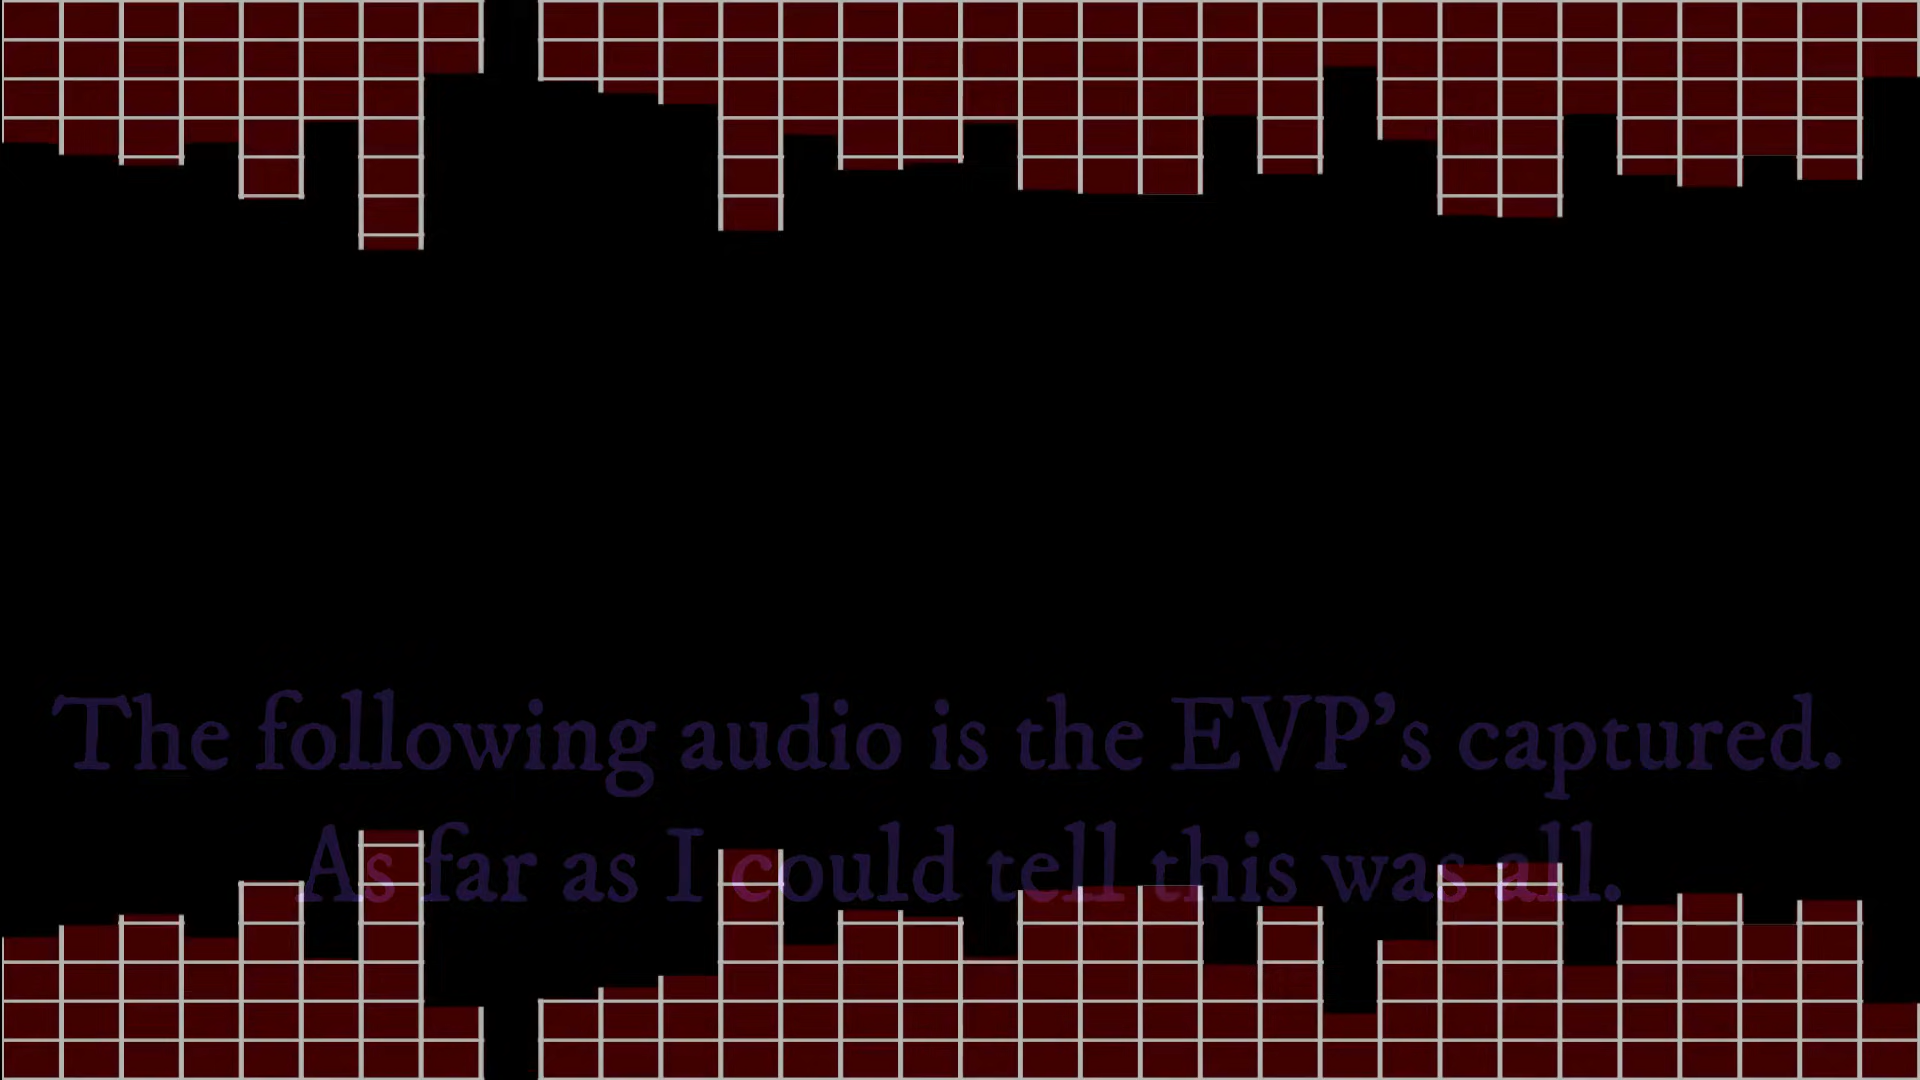 The following audio is the EVP’s captured.
As far as I could tell this was all.